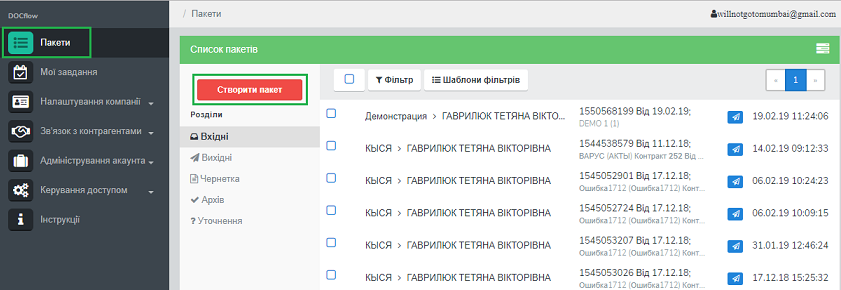 DOCflow
/ Пакети
willnotgotomumbai@gmail.com
Пакети
Мої завдання
Налаштування компанії
Зв'язок з контрагентами
Адміністрування акаунта
Керування доступом
Інструкції
Список пакетів
Створити пакет
Розділи
Вхідні
Вихідні
Чернетка
Архів
? Уточнення
Фільтр
Шаблони фільтрів
« 1 »
Демонстрация > ГАВРИЛЮК ТЕТЯНА ВІКТО... 1550568199 Від 19.02.19; 19.02.19 11:24:06
DEMO 1 (1)
КЫСЯ > ГАВРИЛЮК ТЕТЯНА ВІКТОРІВНА 1544538579 Від 11.12.18; 14.02.19 09:12:33
ВАРУС (АКТЫ) Контракт 252 Від ...
КЫСЯ > ГАВРИЛЮК ТЕТЯНА ВІКТОРІВНА 1545052901 Від 17.12.18; 06.02.19 10:24:23
Ошибка1712 (Ошибка1712) Конт...
КЫСЯ > ГАВРИЛЮК ТЕТЯНА ВІКТОРІВНА 1545052724 Від 17.12.18; 06.02.19 10:09:15
Ошибка1712 (Ошибка1712) Конт...
КЫСЯ > ГАВРИЛЮК ТЕТЯНА ВІКТОРІВНА 1545053207 Від 17.12.18; 31.01.19 12:46:24
Ошибка1712 (Ошибка1712) Конт...
КЫСЯ > ГАВРИЛЮК ТЕТЯНА ВІКТОРІВНА 1545053026 Від 17.12.18; 17.12.18 15:25:32
Ошибка1712 (Ошибка1712) Конт...